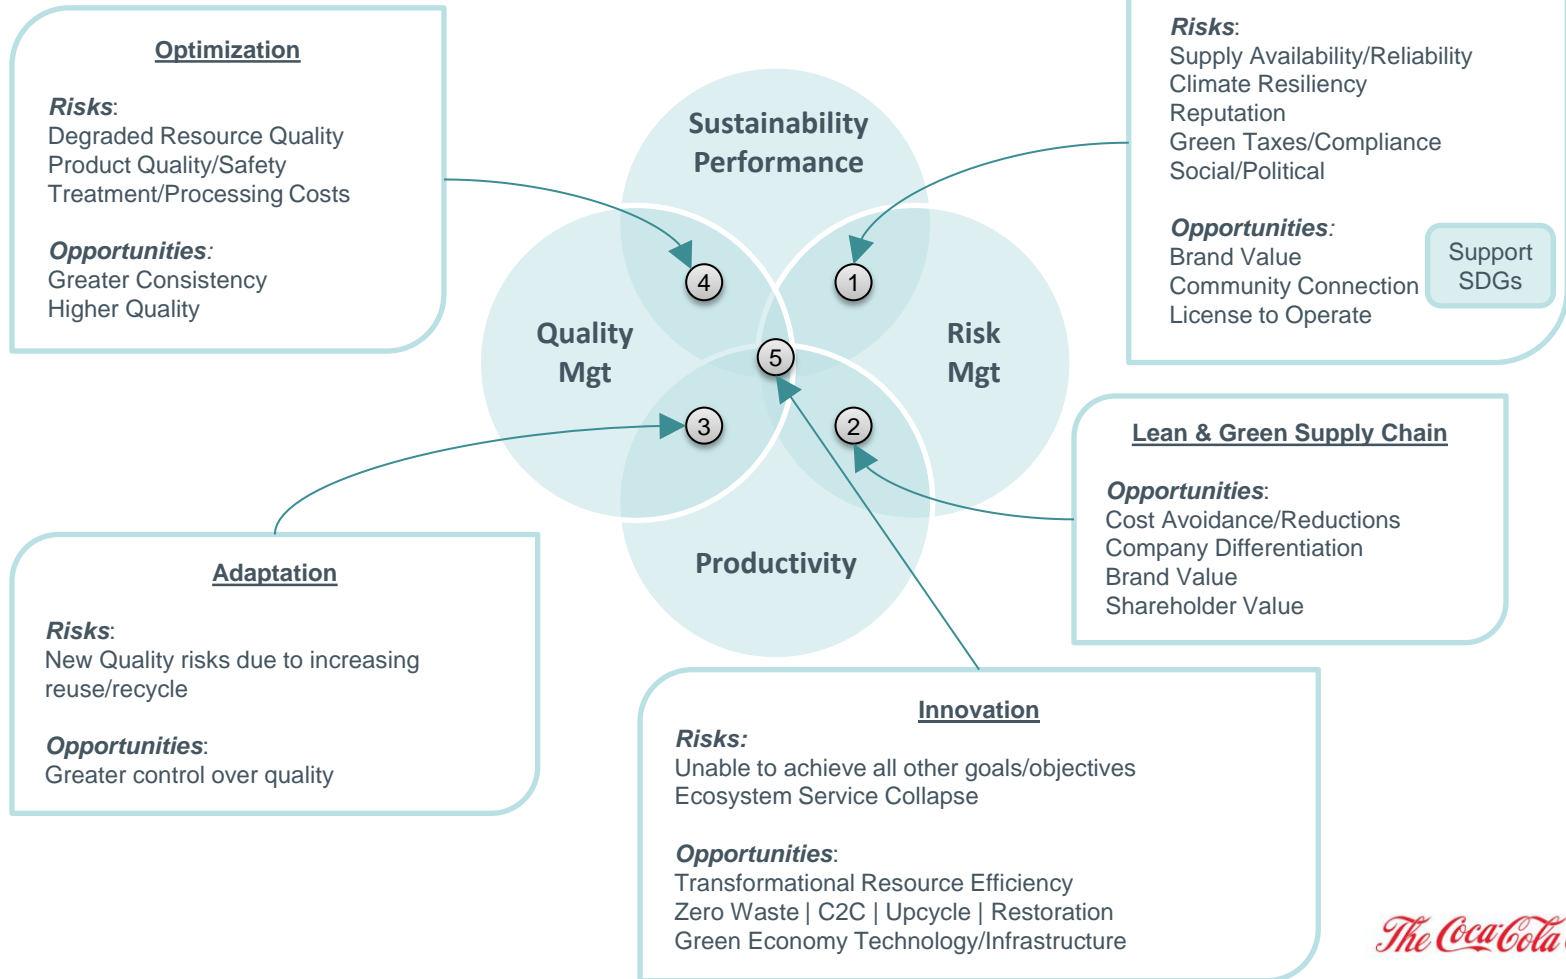 Optimization
Risks:
Degraded Resource Quality
Product Quality/Safety
Treatment/Processing Costs
Opportunities:
Greater Consistency
Higher Quality
Risks:
Supply Availability/Reliability
Climate Resiliency
Reputation
Green Taxes/Compliance
Social/Political
Opportunities:
Brand Value
Community Connection
License to Operate
Support
SDGs
Sustainability
Performance
4
1
Quality
Mgt
Risk
Mgt
5
3
2
Productivity
Lean & Green Supply Chain
Opportunities:
Cost Avoidance/Reductions
Company Differentiation
Brand Value
Shareholder Value
Adaptation
Risks:
New Quality risks due to increasing
reuse/recycle
Opportunities:
Greater control over quality
Innovation
Risks:
Unable to achieve all other goals/objectives
Ecosystem Service Collapse
Opportunities:
Transformational Resource Efficiency
Zero Waste | C2C | Upcycle | Restoration
Green Economy Technology/Infrastructure
The Coca-Cola